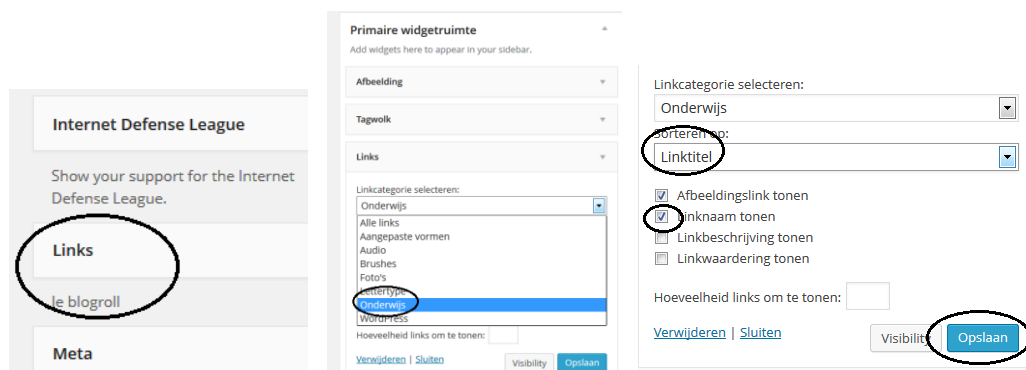 Internet Defense League
Show your support for the Internet
Defense League.
Links
Je blogroll
Meta
Primaire widgetruimte
Add widgets here to appear in your sidebar.
Afbeelding
Tagwolk
Links
Linkcategorie selecteren:
Onderwijs
Alle links
Aangepaste vormen
Audio
Brushes
Foto's
Lettertype
Onderwijs
WordPress
Hoeveelheid links om te tonen:
Verwijderen | Sluiten
Visibility
Opslaan
Linkcategorie selecteren:
Onderwijs
Sorteren op:
Linktitel
Afbeeldingslink tonen
Linknaam tonen
Linkbeschrijving tonen
Linkwaardering tonen
Hoeveelheid links om te tonen:
Verwijderen | Sluiten
Visibility
Opslaan